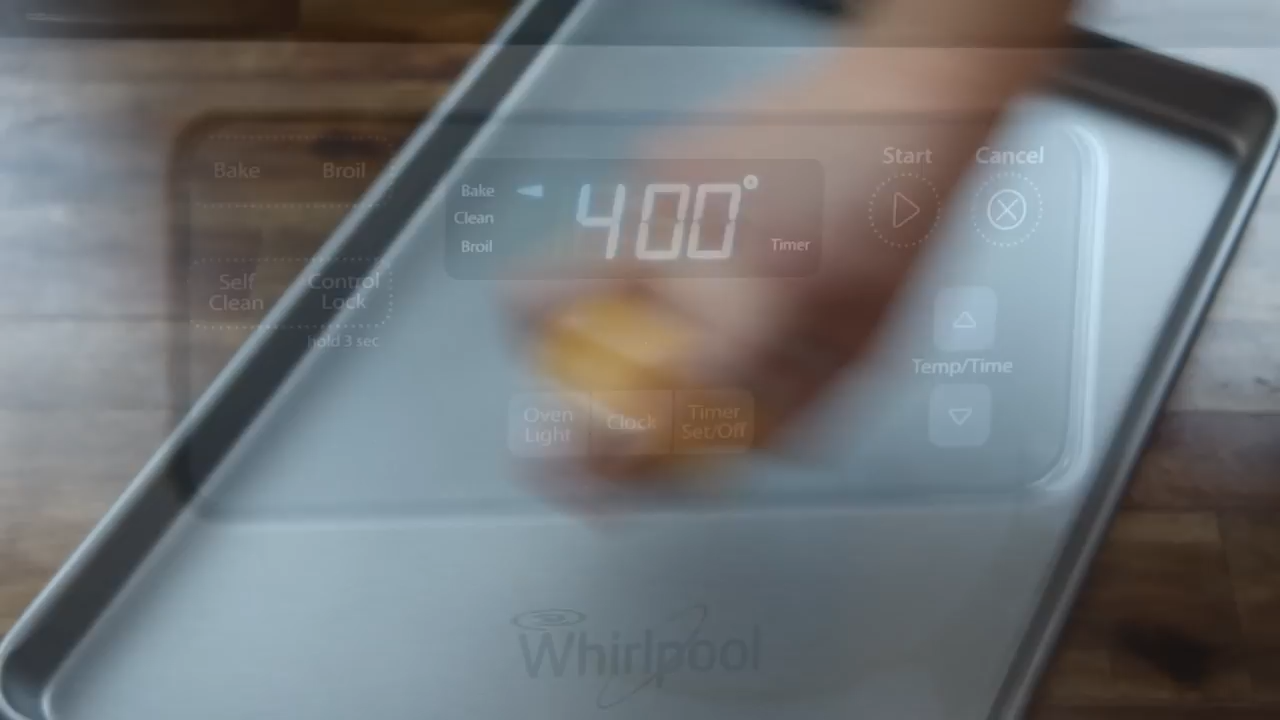 Bake Broil
Self Clean
Control Lock
hold 3 sec
Bake
Clean
Broil
400°
Timer
Start Cancel
Temp/Time
Oven Light
Clock
Timer Set/Off
Whirlpool